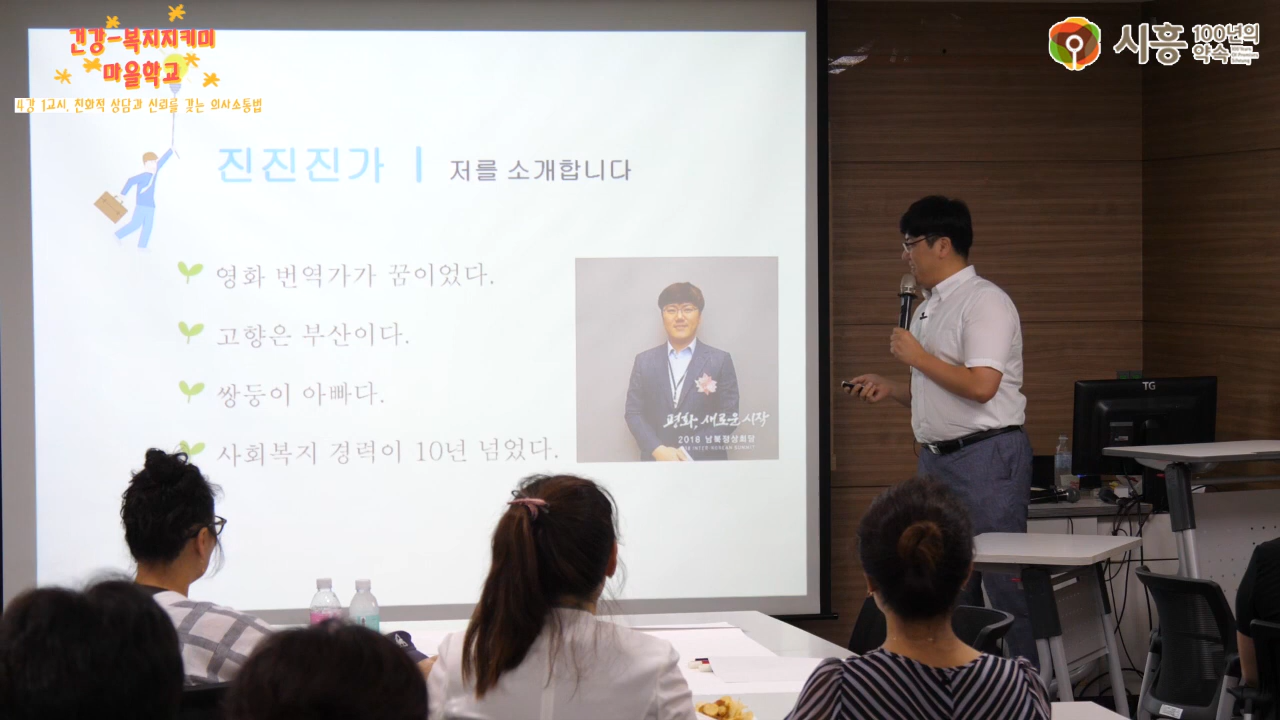 건강-복지지키미
마을학교
4강 1교시. 친화적 상담과 신뢰를 갖는 의사소통법
시흥 100년의
약속
진진진가 | 저를 소개합니다
영화 번역가가 꿈이었다.
고향은 부산이다.
쌍둥이 아빠다.
사회복지 경력이 10년 넘었다.
평화, 새로운 시작
2018 남북정상회담
2018 INTER-KOREAN SUMMIT
TG